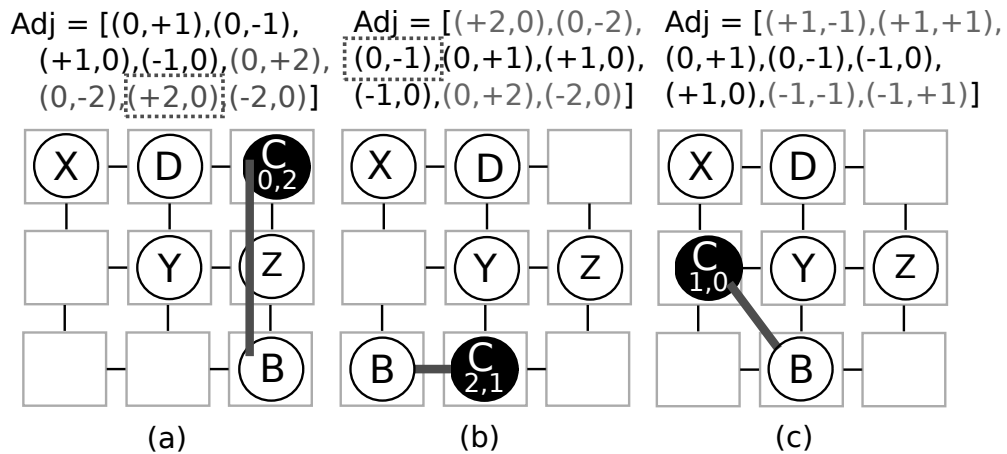 Adj = [(0,+1),(0,-1),
(+1,0),(-1,0),(0,+2),
(0,-2),(+2,0),(-2,0)]
X D C
0,2
Y Z
B
(a)
Adj = [(+2,0),(0,-2),
(0,-1),(0,+1),(+1,0),
(-1,0),(0,+2),(-2,0)]
X D
Y Z
B C
2,1
(b)
Adj = [(+1,-1),(+1,+1),
(0,+1),(0,-1),(-1,0),
(+1,0),(-1,-1),(-1,+1)]
X D
C Y Z
1,0
B
(c)